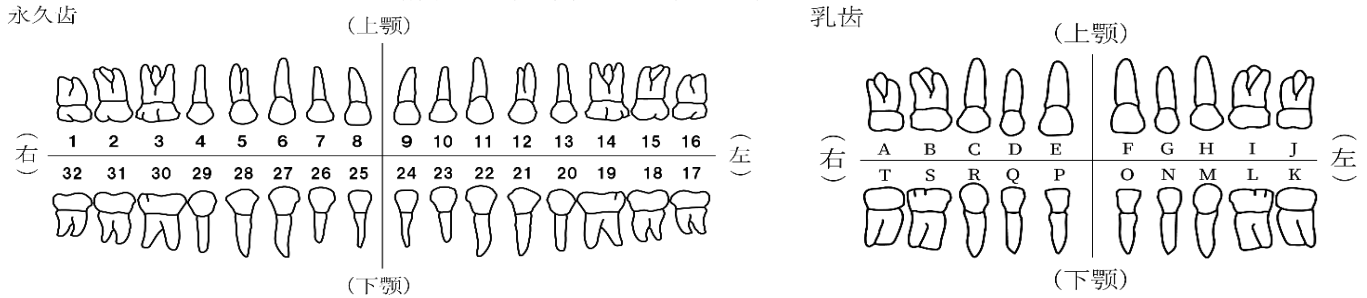 永久齿
(上颚)
1 2 3 4 5 6 7 8 9 10 11 12 13 14 15 16
(右) (左)
32 31 30 29 28 27 26 25 24 23 22 21 20 19 18 17
(下颚)
乳齿
(上颚)
A B C D E F G H I J
(右) (左)
T S R Q P O N M L K
(下颚)